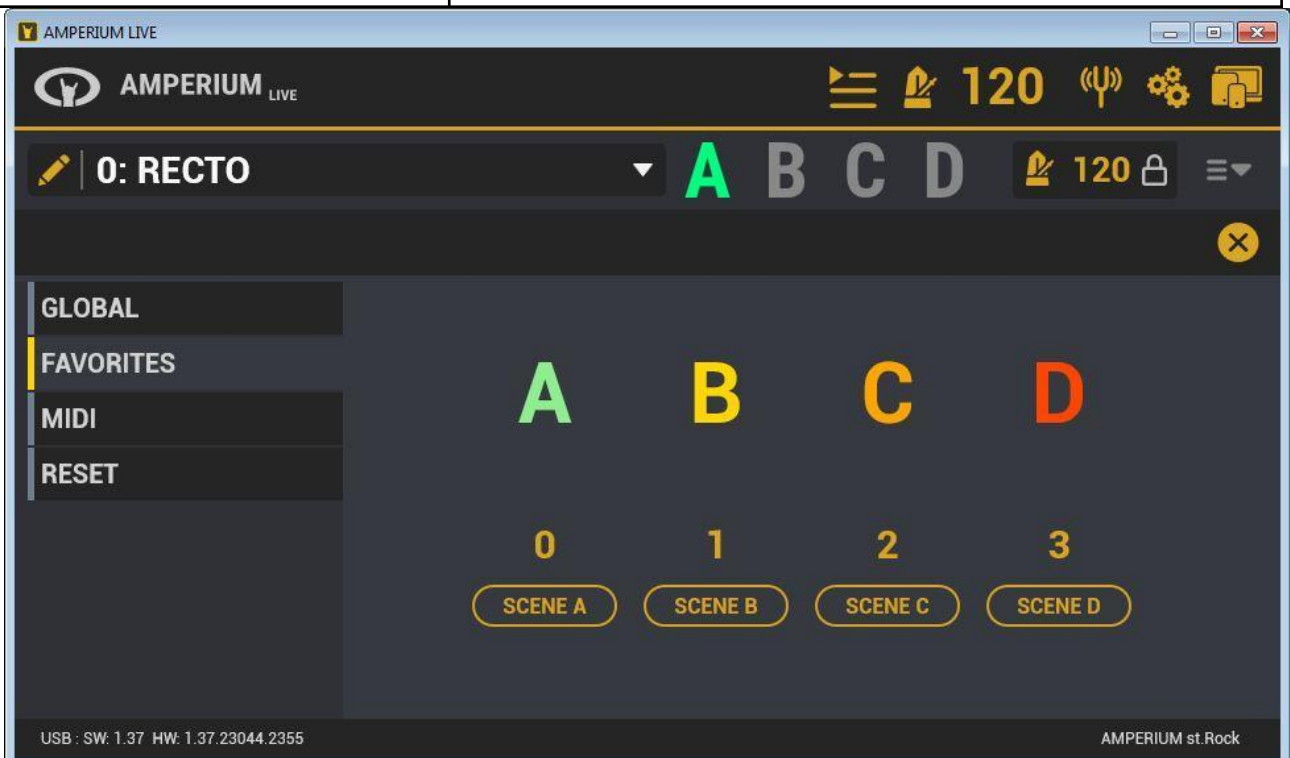 AMPERIUM LIVE
AMPERIUM LIVE 120
0: RECTO A B C D 120
GLOBAL
FAVORITES
MIDI
RESET
A B C D
0 1 2 3
SCENE A SCENE B SCENE C SCENE D
USB : SW: 1.37 HW: 1.37.23044.2355 AMPERIUM st.Rock